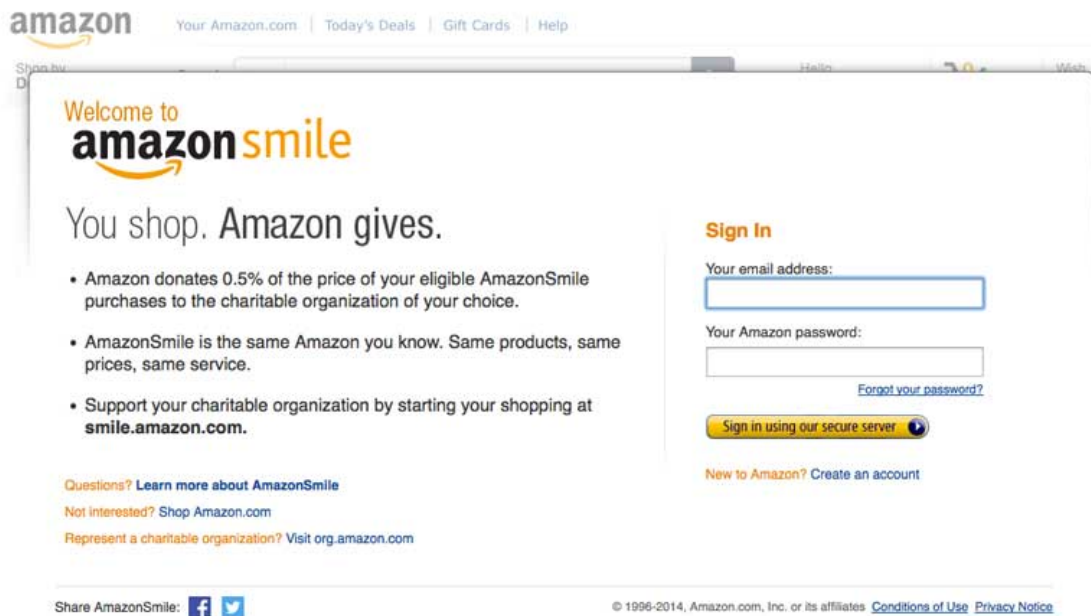 amazon
Your Amazon.com | Today's Deals | Gift Cards | Help
Shop by
Hello
Wish
Welcome to
amazonsmile
You shop. Amazon gives.
• Amazon donates 0.5% of the price of your eligible AmazonSmile
purchases to the charitable organization of your choice.
• AmazonSmile is the same Amazon you know. Same products, same
prices, same service.
• Support your charitable organization by starting your shopping at
smile.amazon.com.
Questions? Learn more about AmazonSmile
Not interested? Shop Amazon.com
Represent a charitable organization? Visit org.amazon.com
Sign In
Your email address:
Your Amazon password:
Forgot your password?
Sign in using our secure server
New to Amazon? Create an account
Share AmazonSmile:
© 1996-2014, Amazon.com, Inc. or its affiliates Conditions of Use Privacy Notice